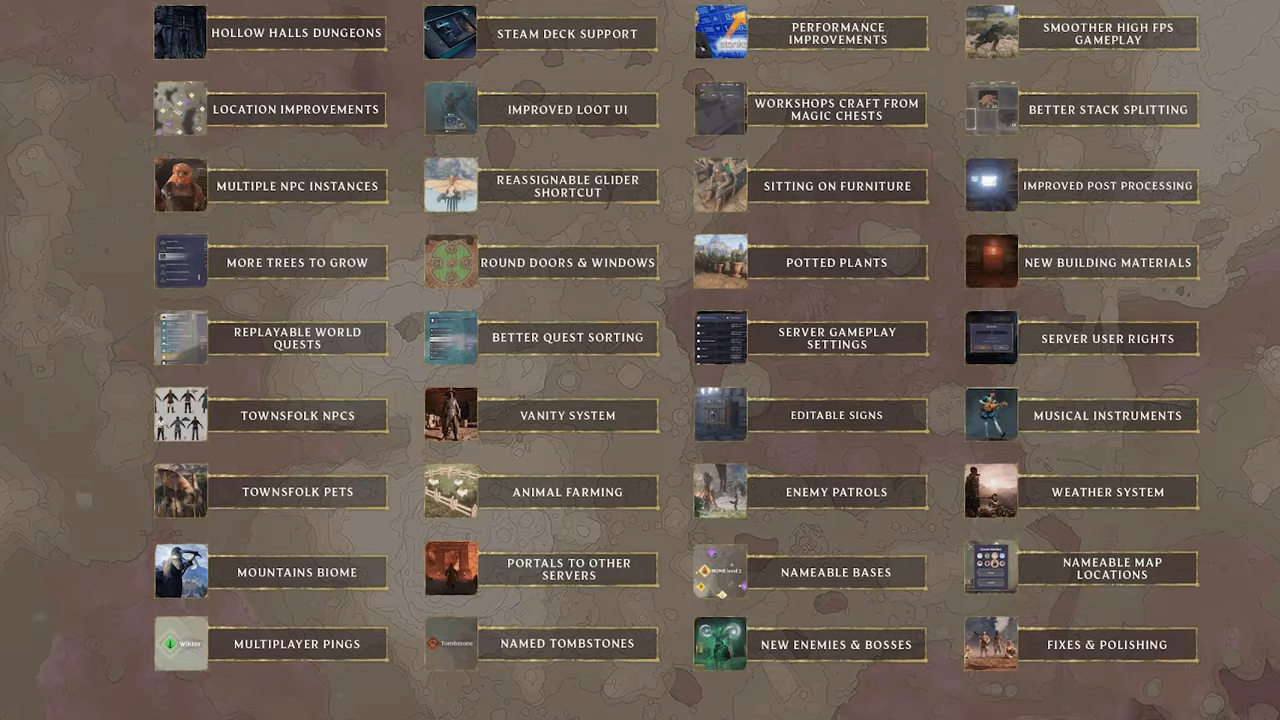 HOLLOW HALLS DUNGEONS
STEAM DECK SUPPORT
stonks
PERFORMANCE
IMPROVEMENTS
SMOOTHER HIGH FPS
GAMEPLAY
LOCATION IMPROVEMENTS
IMPROVED LOOT UI
WORKSHOPS CRAFT FROM
MAGIC CHESTS
BETTER STACK SPLITTING
MULTIPLE NPC INSTANCES
REASSIGNABLE GLIDER
SHORTCUT
SITTING ON FURNITURE
IMPROVED POST PROCESSING
MORE TREES TO GROW
ROUND DOORS & WINDOWS
POTTED PLANTS
NEW BUILDING MATERIALS
REPLAYABLE WORLD
QUESTS
BETTER QUEST SORTING
SERVER GAMEPLAY
SETTINGS
SERVER USER RIGHTS
TOWNSFOLK NPCS
VANITY SYSTEM
EDITABLE SIGNS
MUSICAL INSTRUMENTS
TOWNSFOLK PETS
ANIMAL FARMING
ENEMY PATROLS
WEATHER SYSTEM
MOUNTAINS BIOME
PORTALS TO OTHER
SERVERS
NAMEABLE BASES
NAMEABLE MAP
LOCATIONS
Wiktor
MULTIPLAYER PINGS
Tombstone
NAMED TOMBSTONES
NEW ENEMIES & BOSSES
FIXES & POLISHING